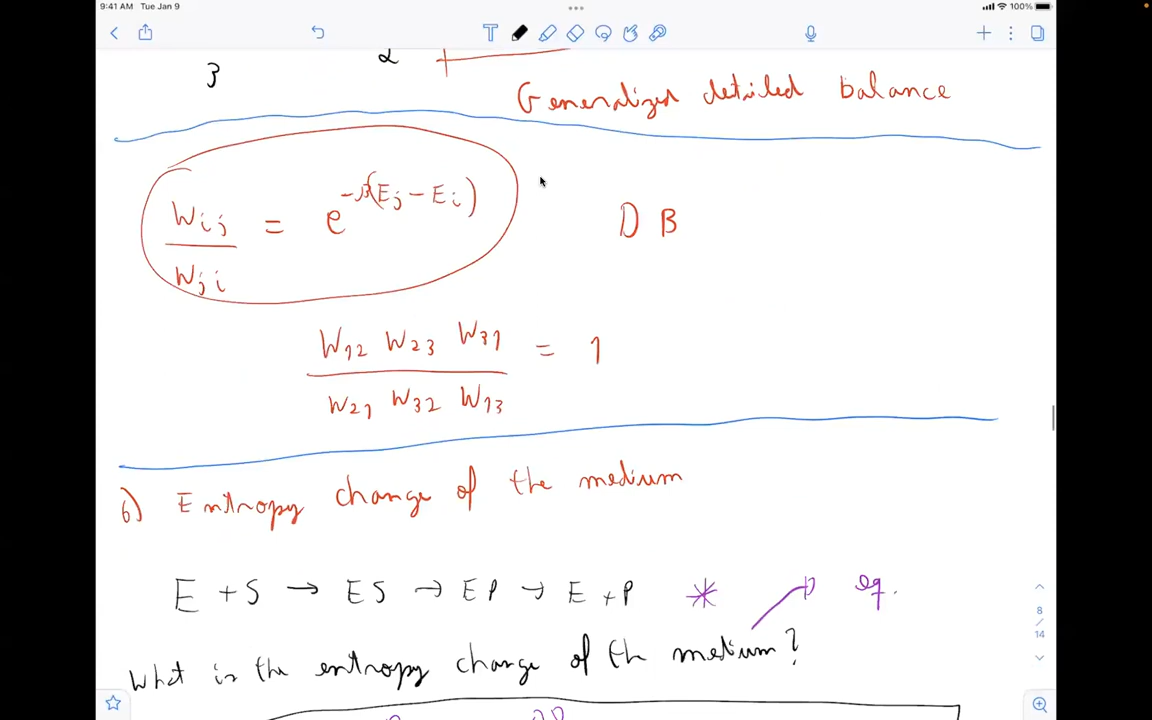 9:41 AM Tue Jan 9
100%
3
α
Generalized detailed balance
W_ij / W_ji = e^{-β(E_j - E_i)} D B
W_12 W_23 W_31 / W_21 W_32 W_13 = 1
6) Entropy change of the medium
E + S → ES → EP → E + P * eq.
What is the entropy change of the medium?
8
/
14